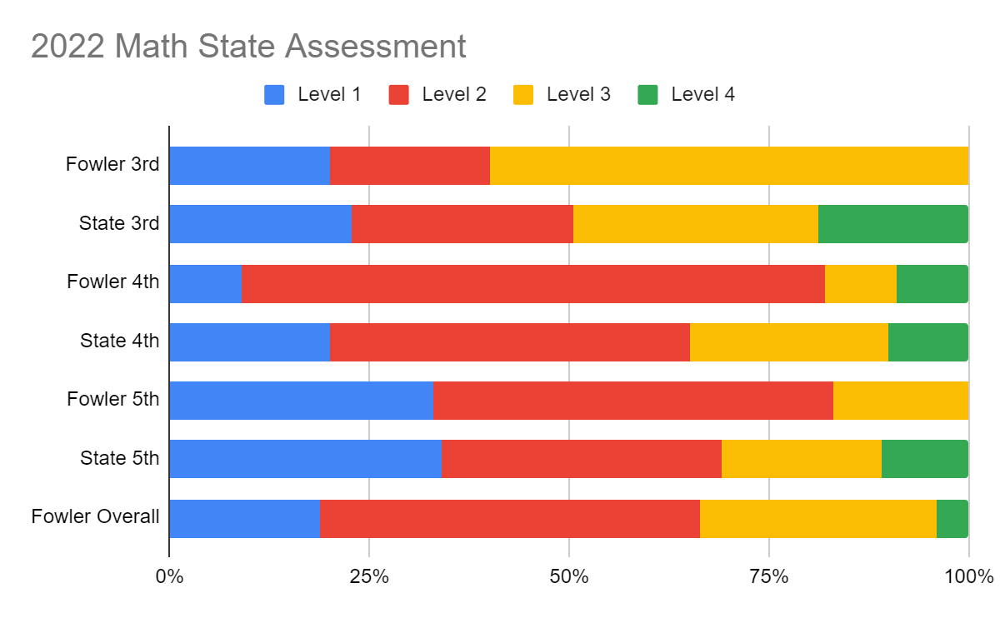 2022 Math State Assessment
Level 1 Level 2 Level 3 Level 4
Fowler 3rd
State 3rd
Fowler 4th
State 4th
Fowler 5th
State 5th
Fowler Overall
0% 25% 50% 75% 100%